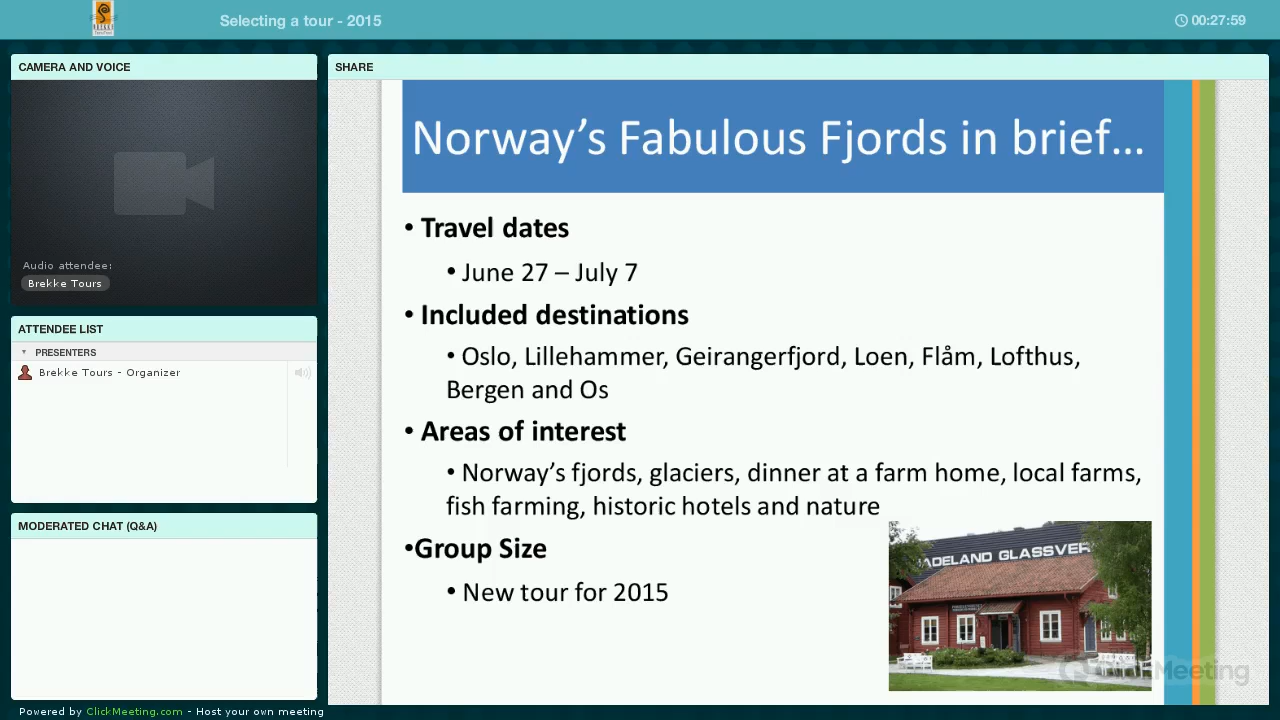 Selecting a tour - 2015
00:27:59
CAMERA AND VOICE
Audio attendee:
Brekke Tours
ATTENDEE LIST
PRESENTERS
Brekke Tours - Organizer
MODERATED CHAT (Q&A)
Powered by ClickMeeting.com - Host your own meeting
SHARE
Norway’s Fabulous Fjords in brief…
• Travel dates
• June 27 – July 7
• Included destinations
• Oslo, Lillehammer, Geirangerfjord, Loen, Flåm, Lofthus,
Bergen and Os
• Areas of interest
• Norway’s fjords, glaciers, dinner at a farm home, local farms,
fish farming, historic hotels and nature
•Group Size
• New tour for 2015
ADELAND GLASSVER
ClickMeeting